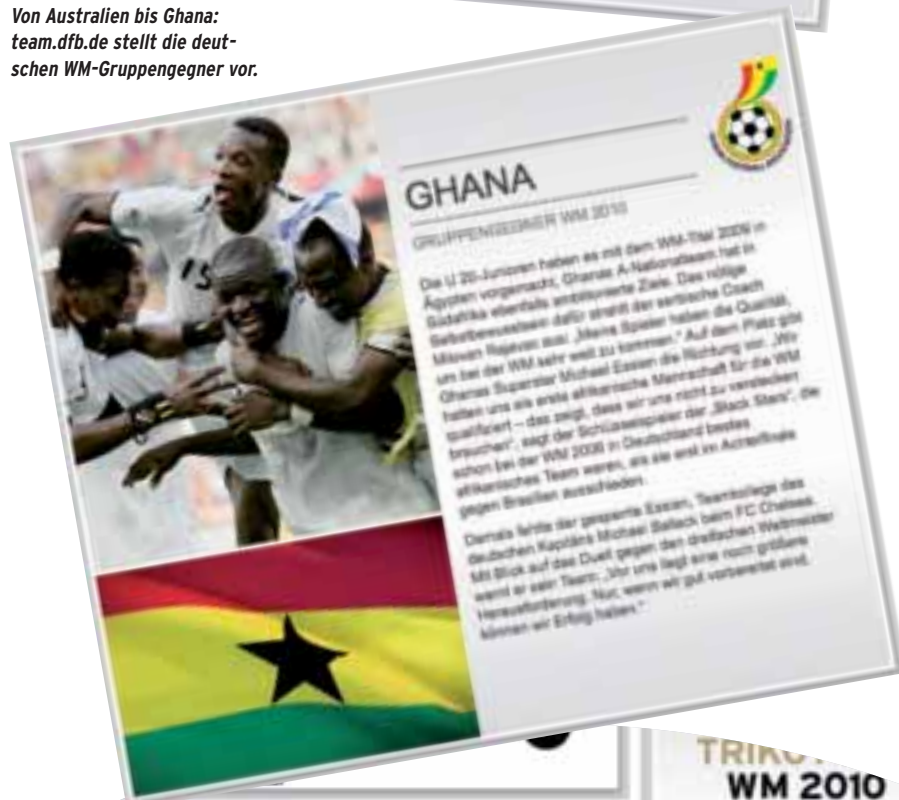 Von Australien bis Ghana:
team.dfb.de stellt die deut-
schen WM-Gruppengegner vor.
GHANA
GRUPPENGEGNER WM 2010
Die U 20-Junioren haben es mit dem WM-Titel 2009 in
Ägypten vorgemacht, Ghanas A-Nationalteam hat in
Südafrika ebenfalls ambitionierte Ziele. Das nötige
Selbstbewusstsein dafür strahlt der serbische Coach
Milovan Rajevac aus: „Meine Spieler haben die Qualität,
um bei der WM sehr weit zu kommen.“ Auf dem Platz gibt
Ghanas Superstar Michael Essien die Richtung vor. „Wir
hatten uns als erste afrikanische Mannschaft für die WM
qualifiziert – das zeigt, dass wir uns nicht zu verstecken
brauchen“, sagt der Schlüsselspieler der „Black Stars“, die
schon bei der WM 2006 in Deutschland bestes
afrikanisches Team waren, als sie erst im Achtelfinale
gegen Brasilien ausschieden.
Damals fehlte der gesperrte Essien, Teamkollege des
deutschen Kapitäns Michael Ballack beim FC Chelsea.
Mit Blick auf das Duell gegen den dreifachen Weltmeister
warnt er sein Team: „Vor uns liegt eine noch größere
Herausforderung. Nur, wenn wir gut vorbereitet sind,
können wir Erfolg haben.“
WM 2010